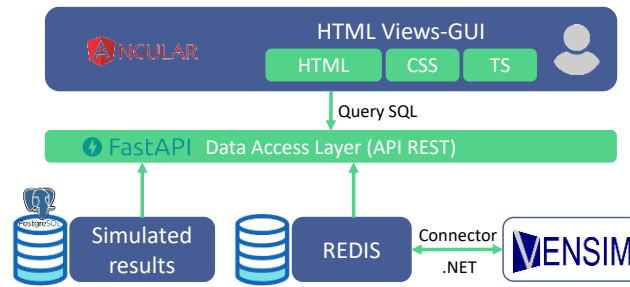 HTML Views-GUI
ANCULAR
HTML CSS TS
Query SQL
FastAPI Data Access Layer (API REST)
PostgreSQL
Simulated
results
REDIS
Connector
.NET
VENSIM